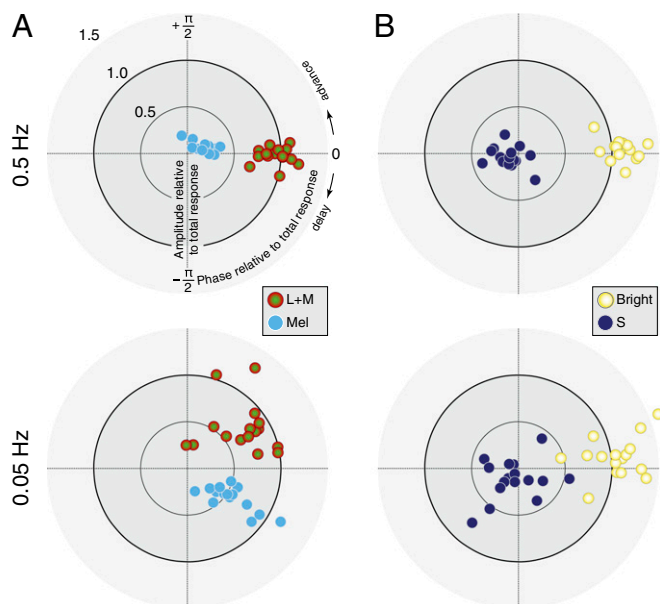 A
B
1.5
+ π/2
1.0
0.5
advance
0
delay
0.5 Hz
Amplitude relative
to total response
Phase relative to total response
− π/2
L+M
Mel
Bright
S
0.05 Hz